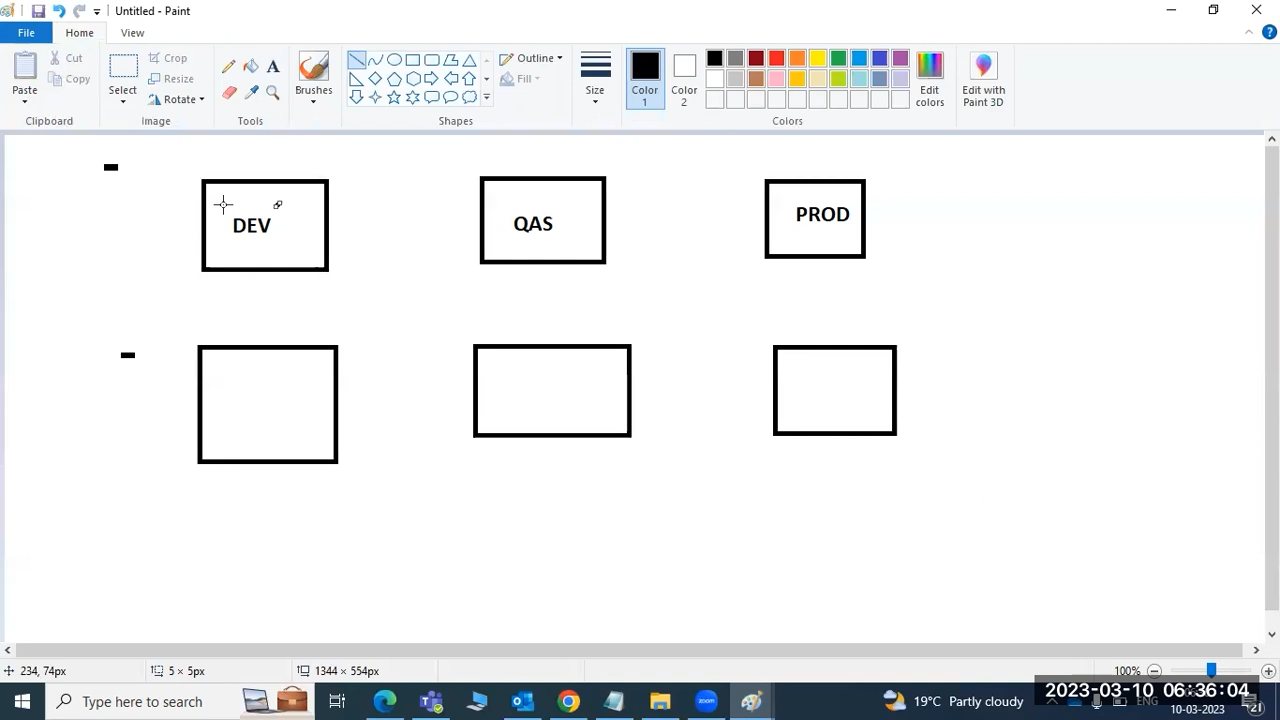 Untitled - Paint
File
Home
View
Paste
Cut
Copy
Clipboard
Select
Crop
Resize
Rotate
Image
Tools
Brushes
Outline
Fill
Shapes
Size
Color 1
Color 2
Edit colors
Colors
Edit with Paint 3D
DEV
QAS
PROD
234, 74px
5 × 5px
1344 × 554px
100%
Type here to search
19°C Partly cloudy
ENG
2023-03-10 06:36:04
10-03-2023
21